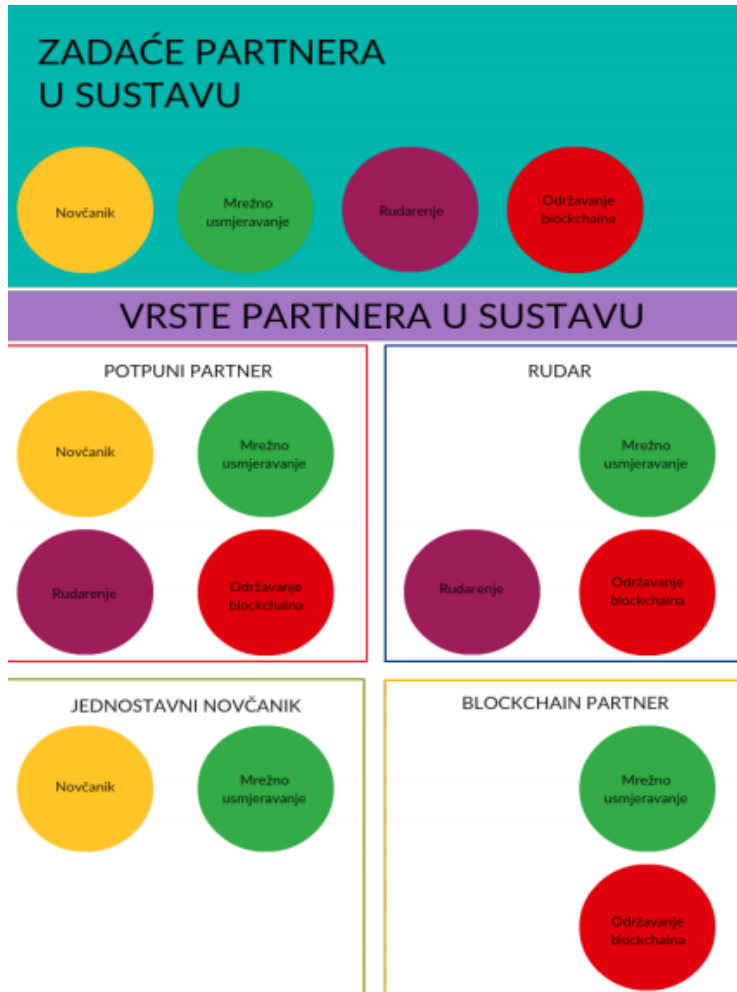 ZADAĆE PARTNERA
U SUSTAVU
Novčanik
Mrežno
usmjeravanje
Rudarenje
Održavanje
blockchaina
VRSTE PARTNERA U SUSTAVU
POTPUNI PARTNER
Novčanik
Mrežno
usmjeravanje
Rudarenje
Održavanje
blockchaina
RUDAR
Mrežno
usmjeravanje
Rudarenje
Održavanje
blockchaina
JEDNOSTAVNI NOVČANIK
Novčanik
Mrežno
usmjeravanje
BLOCKCHAIN PARTNER
Mrežno
usmjeravanje
Održavanje
blockchaina